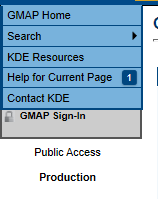 GMAP Home
Search
KDE Resources
Help for Current Page 1
Contact KDE
GMAP Sign-In
Public Access
Production